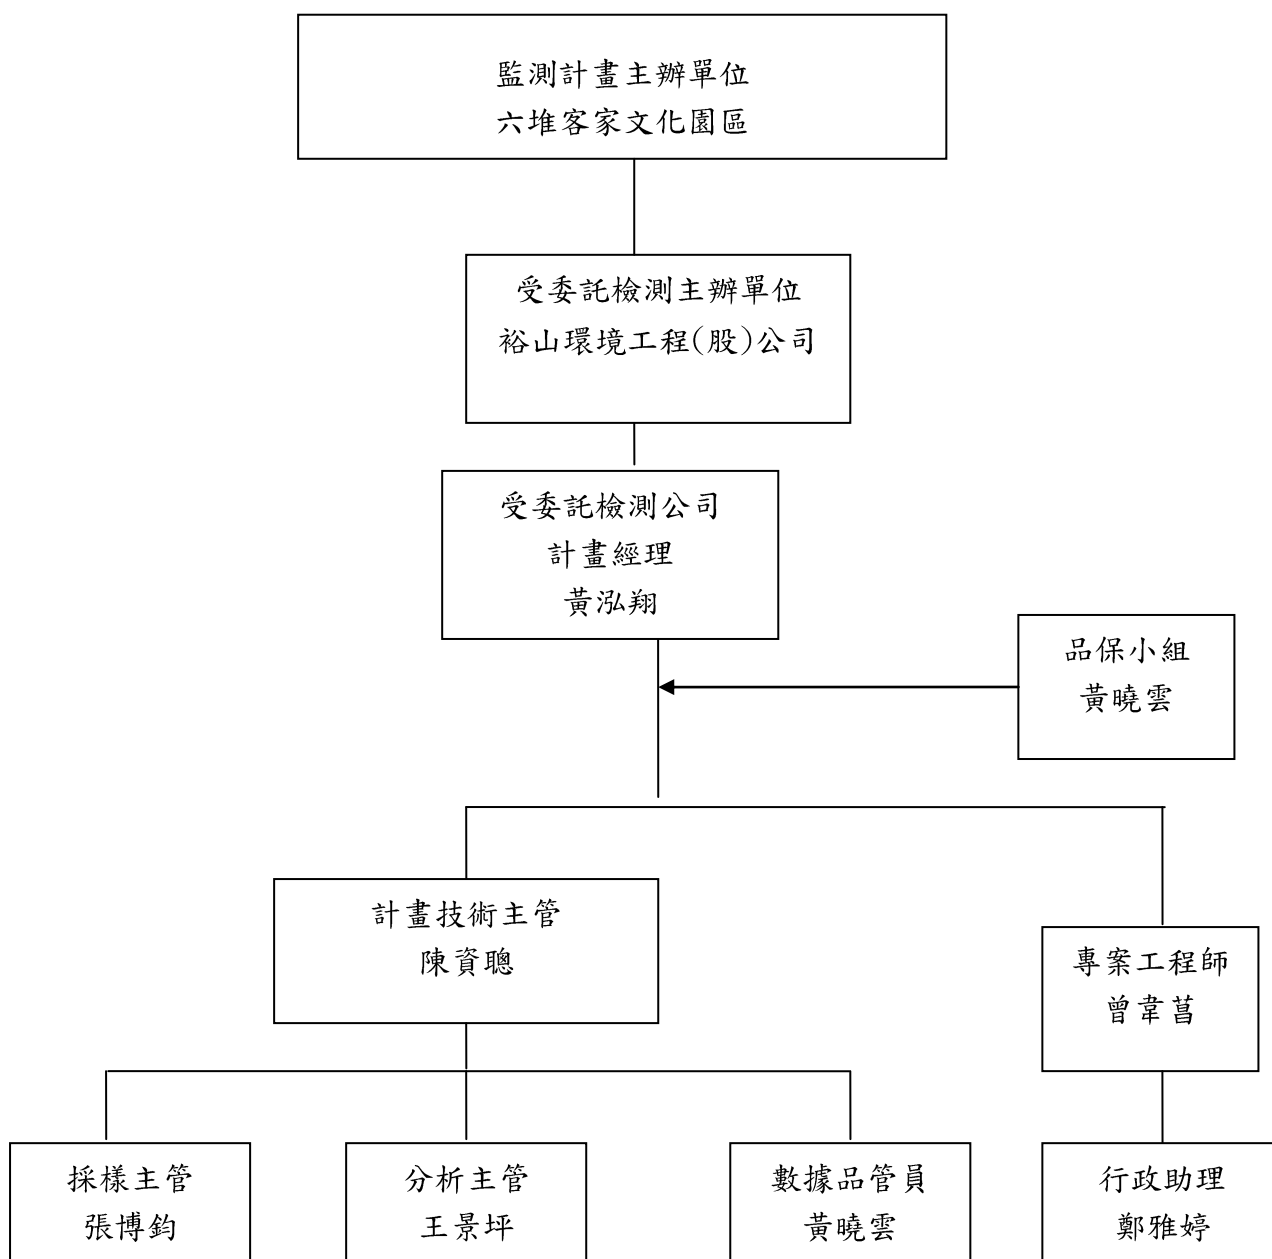 監測計畫主辦單位
六堆客家文化園區
受委託檢測主辦單位
裕山環境工程(股)公司
受委託檢測公司
計畫經理
黃泓翔
品保小組
黃曉雲
計畫技術主管
陳資聰
專案工程師
曾韋菖
採樣主管
張博鈞
分析主管
王景坪
數據品管員
黃曉雲
行政助理
鄭雅婷